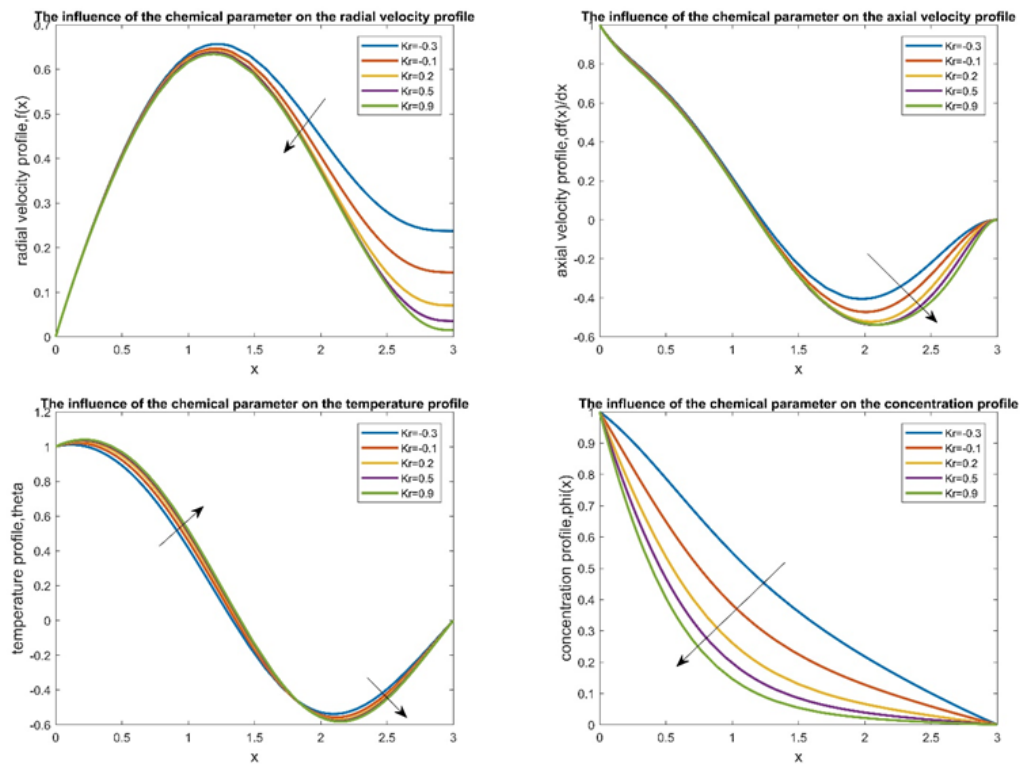 The influence of the chemical parameter on the radial velocity profile
0.7
0.6
0.5
0.4
0.3
0.2
0.1
0
radial velocity profile,f(x)
Kr=-0.3
Kr=-0.1
Kr=0.2
Kr=0.5
Kr=0.9
0 0.5 1 1.5 2 2.5 3
x
The influence of the chemical parameter on the axial velocity profile
1
0.8
0.6
0.4
0.2
0
-0.2
-0.4
-0.6
axial velocity profile,df(x)/dx
Kr=-0.3
Kr=-0.1
Kr=0.2
Kr=0.5
Kr=0.9
0 0.5 1 1.5 2 2.5 3
x
The influence of the chemical parameter on the temperature profile
1.2
1
0.8
0.6
0.4
0.2
0
-0.2
-0.4
-0.6
temperature profile,theta
Kr=-0.3
Kr=-0.1
Kr=0.2
Kr=0.5
Kr=0.9
0 0.5 1 1.5 2 2.5 3
x
The influence of the chemical parameter on the concentration profile
1
0.9
0.8
0.7
0.6
0.5
0.4
0.3
0.2
0.1
0
concentration profile,phi(x)
Kr=-0.3
Kr=-0.1
Kr=0.2
Kr=0.5
Kr=0.9
0 0.5 1 1.5 2 2.5 3
x